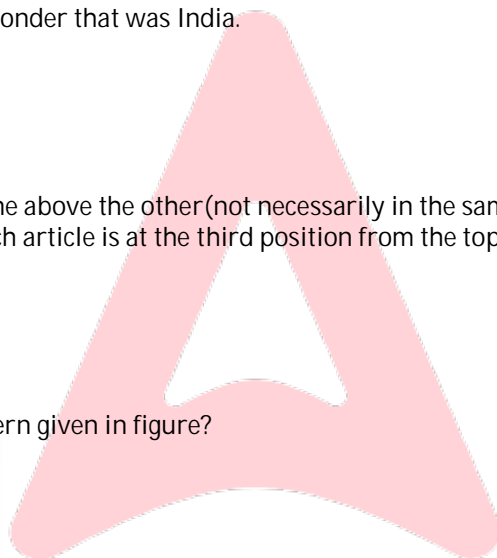 onder that was India.
ne above the other(not necessarily in the san
ch article is at the third position from the top
ern given in figure?